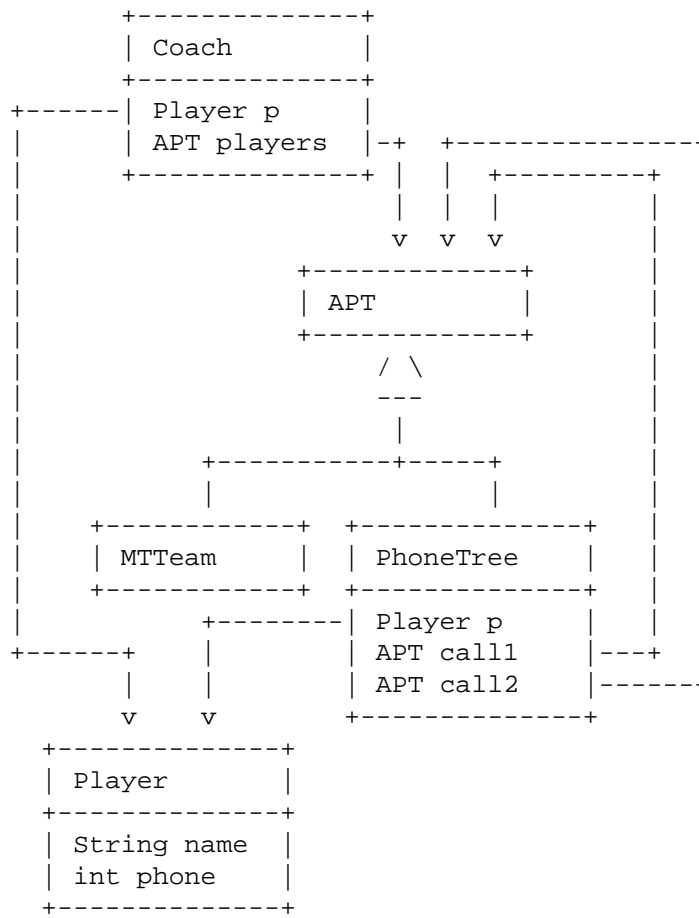 Coach
Player p
APT players
APT
MTTeam
PhoneTree
Player p
APT call1
APT call2
Player
String name
int phone